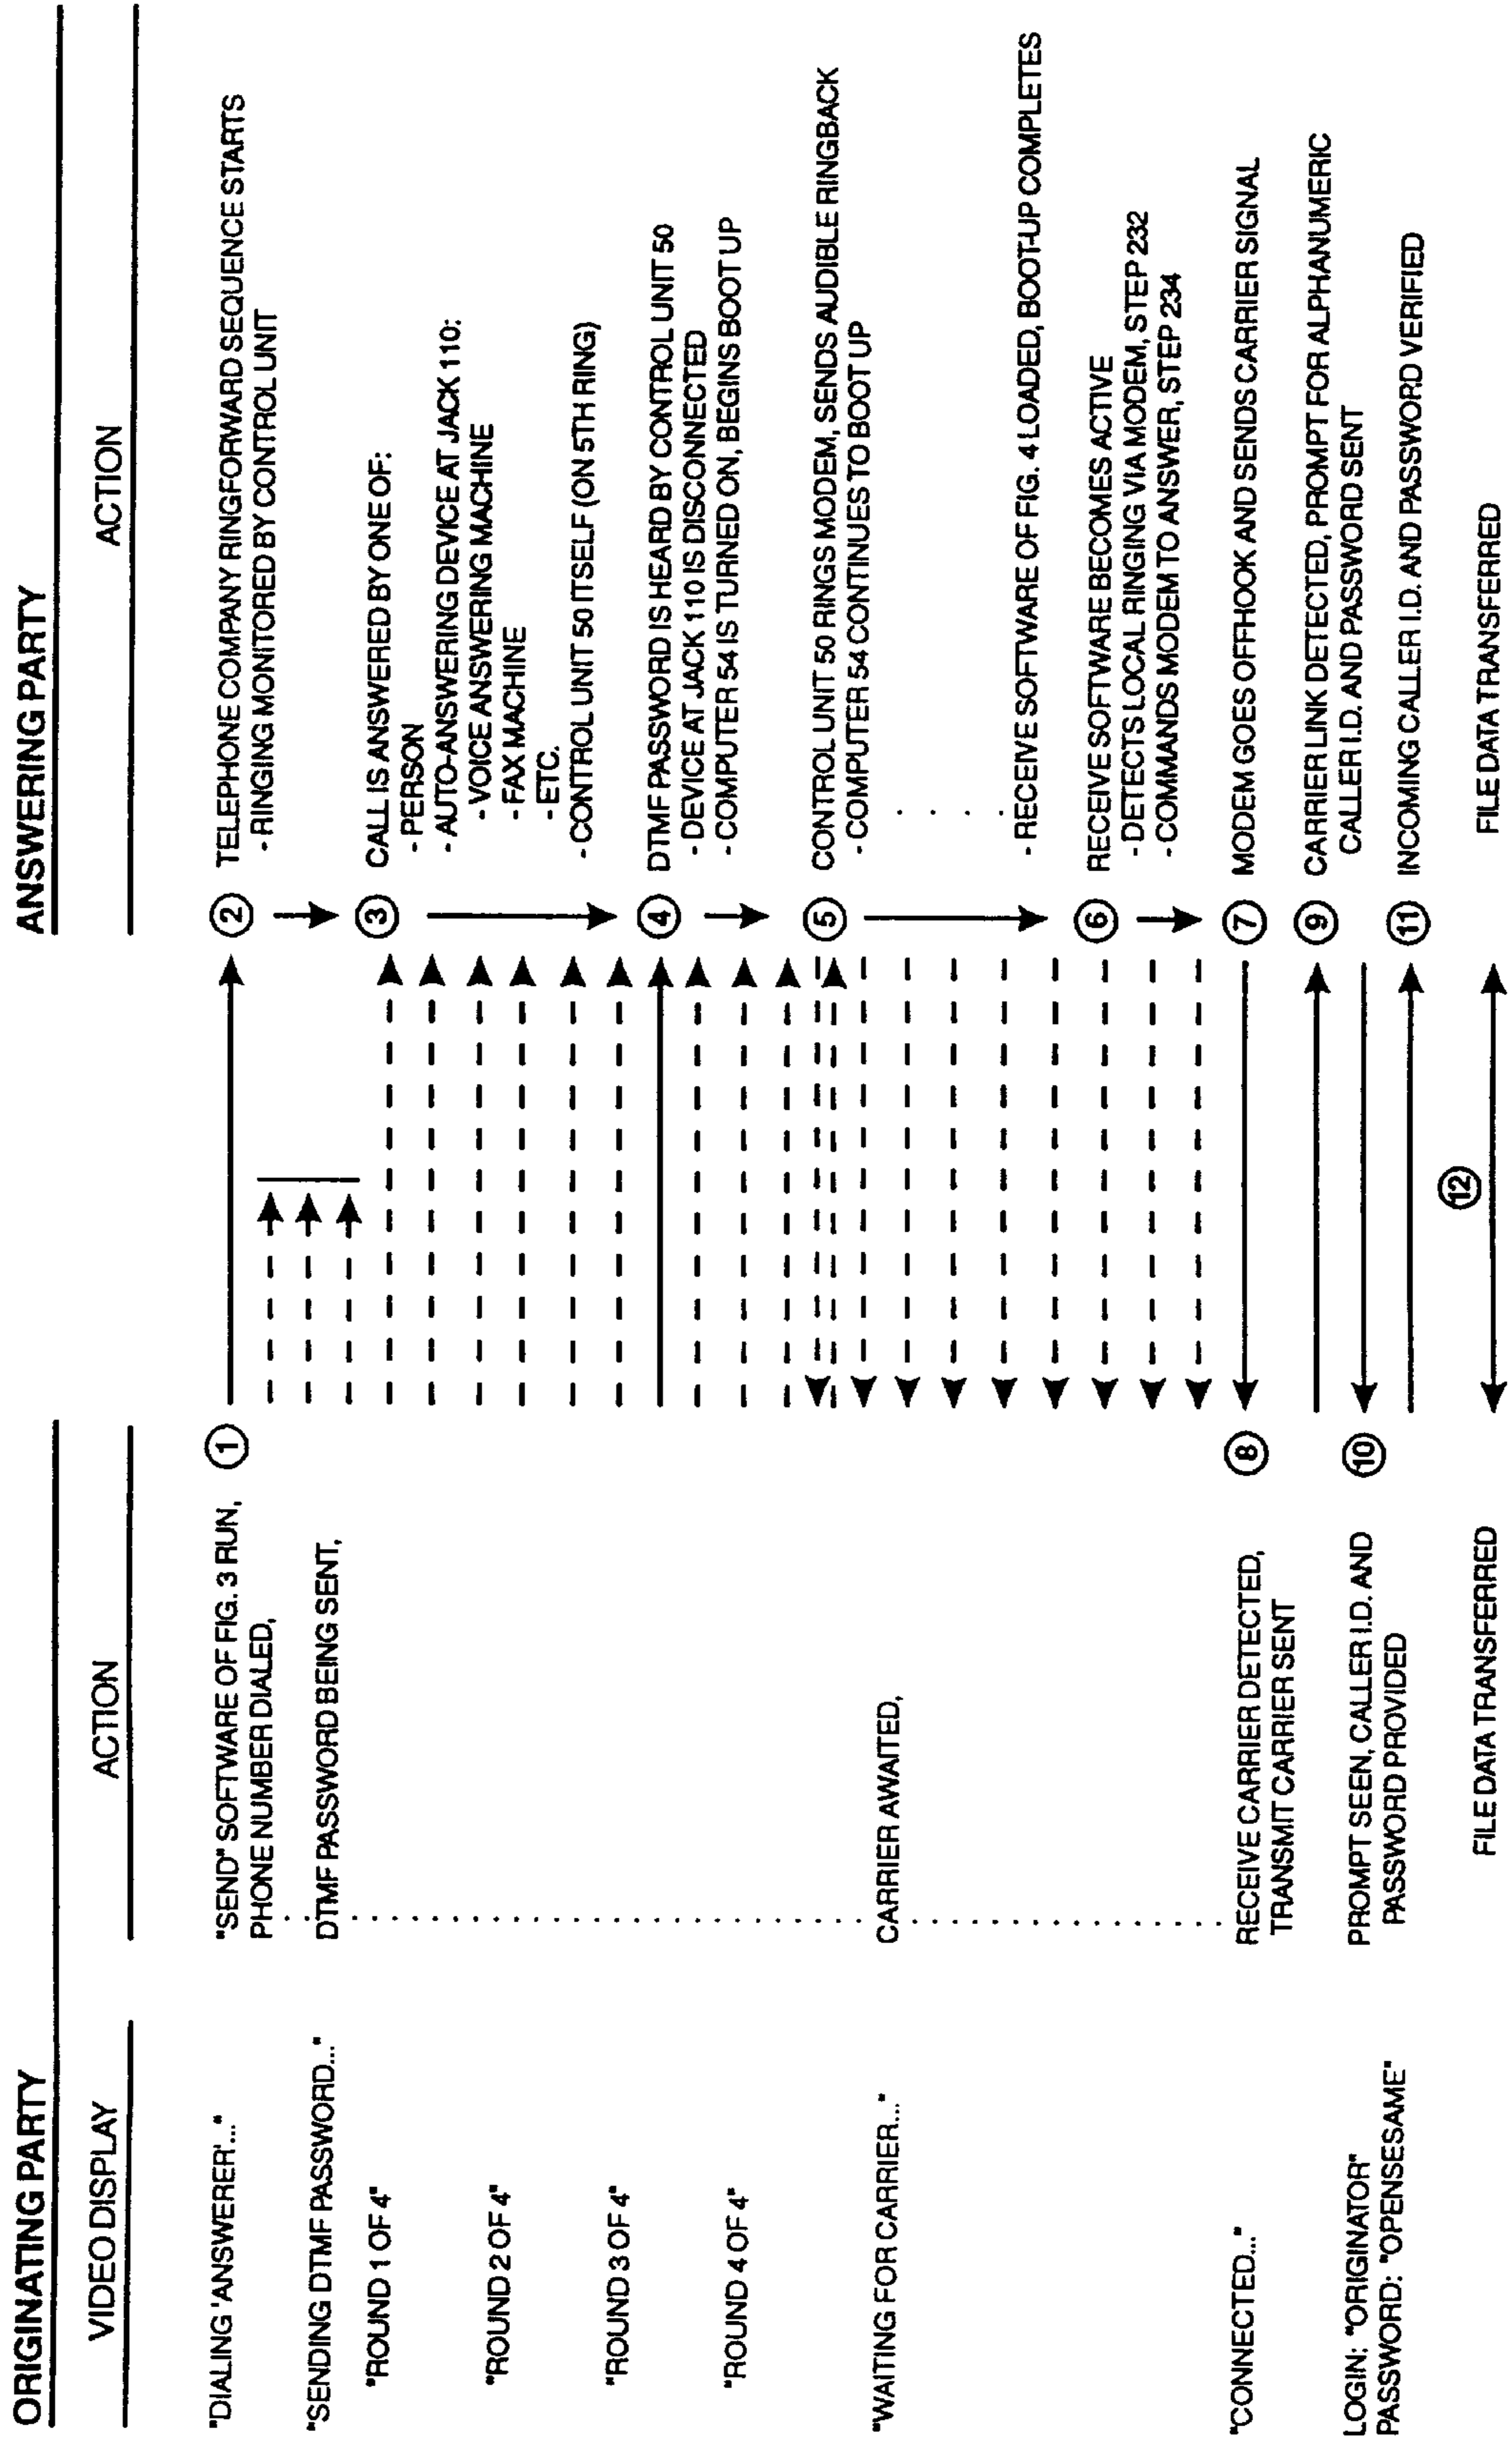 ORIGINATING PARTY
VIDEO DISPLAY
ACTION
ANSWERING PARTY
ACTION
"DIALING 'ANSWERER'..."
"SEND" SOFTWARE OF FIG. 3 RUN,
PHONE NUMBER DIALED,
1
2
TELEPHONE COMPANY RINGFORWARD SEQUENCE STARTS
- RINGING MONITORED BY CONTROL UNIT
"SENDING DTMF PASSWORD..."
DTMF PASSWORD BEING SENT,
"ROUND 1 OF 4"
3
CALL IS ANSWERED BY ONE OF:
- PERSON
- AUTO-ANSWERING DEVICE AT JACK 110:
- VOICE ANSWERING MACHINE
- FAX MACHINE
- ETC.
- CONTROL UNIT 50 ITSELF (ON 5TH RING)
"ROUND 2 OF 4"
"ROUND 3 OF 4"
4
DTMF PASSWORD IS HEARD BY CONTROL UNIT 50
- DEVICE AT JACK 110 IS DISCONNECTED
- COMPUTER 54 IS TURNED ON, BEGINS BOOT UP
"ROUND 4 OF 4"
5
CONTROL UNIT 50 RINGS MODEM, SENDS AUDIBLE RINGBACK
- COMPUTER 54 CONTINUES TO BOOT UP
"WAITING FOR CARRIER..."
CARRIER AWAITED,
- RECEIVE SOFTWARE OF FIG. 4 LOADED, BOOT-UP COMPLETES
6
RECEIVE SOFTWARE BECOMES ACTIVE
- DETECTS LOCAL RINGING VIA MODEM, STEP 232
- COMMANDS MODEM TO ANSWER, STEP 234
"CONNECTED..."
RECEIVE CARRIER DETECTED,
TRANSMIT CARRIER SENT
8
7
MODEM GOES OFFHOOK AND SENDS CARRIER SIGNAL
9
CARRIER LINK DETECTED, PROMPT FOR ALPHANUMERIC
CALLER I.D. AND PASSWORD SENT
LOGIN: "ORIGINATOR"
PASSWORD: "OPENSESAME"
PROMPT SEEN, CALLER I.D. AND
PASSWORD PROVIDED
10
11
INCOMING CALLER I.D. AND PASSWORD VERIFIED
12
FILE DATA TRANSFERRED
FILE DATA TRANSFERRED